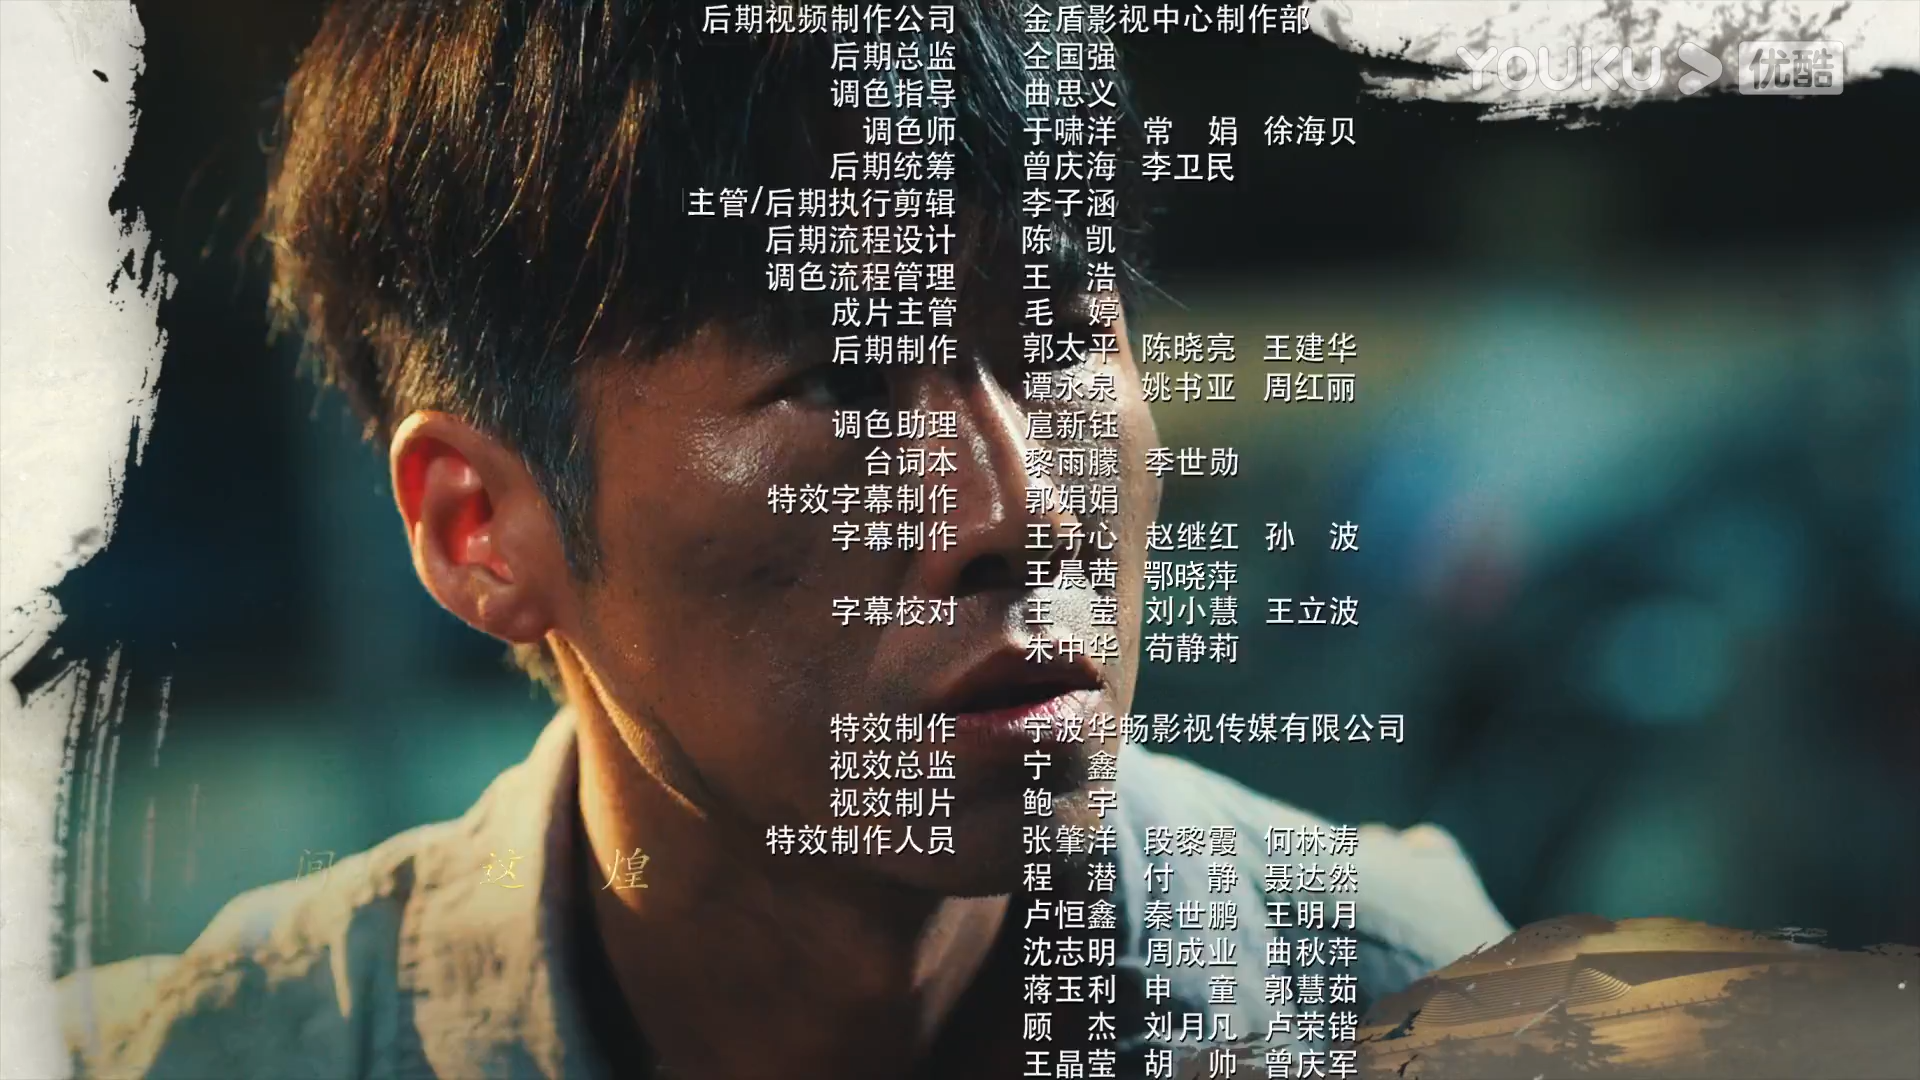 后期视频制作公司 金盾影视中心制作部
YOUKU 优酷
后期总监 全国强
调色指导 曲思义
调色师 于啸洋 常 娟 徐海贝
后期统筹 曾庆海 李卫民
主管/后期执行剪辑 李子涵
后期流程设计 陈 凯
调色流程管理 王 浩
成片主管 毛 婷
后期制作 郭太平 陈晓亮 王建华
谭永泉 姚书亚 周红丽
调色助理 扈新钰
台词本 黎雨朦 季世勋
特效字幕制作 郭娟娟
字幕制作 王子心 赵继红 孙 波
王晨茜 鄂晓萍
字幕校对 王 莹 刘小慧 王立波
朱中华 苟静莉
特效制作 宁波华畅影视传媒有限公司
视效总监 宁 鑫
视效制片 鲍 宇
特效制作人员 张肇洋 段黎霞 何林涛
间 这 煌
程 潜 付 静 聂达然
卢恒鑫 秦世鹏 王明月
沈志明 周成业 曲秋萍
蒋玉利 申 童 郭慧茹
顾 杰 刘月凡 卢荣锴
王晶莹 胡 帅 曾庆军